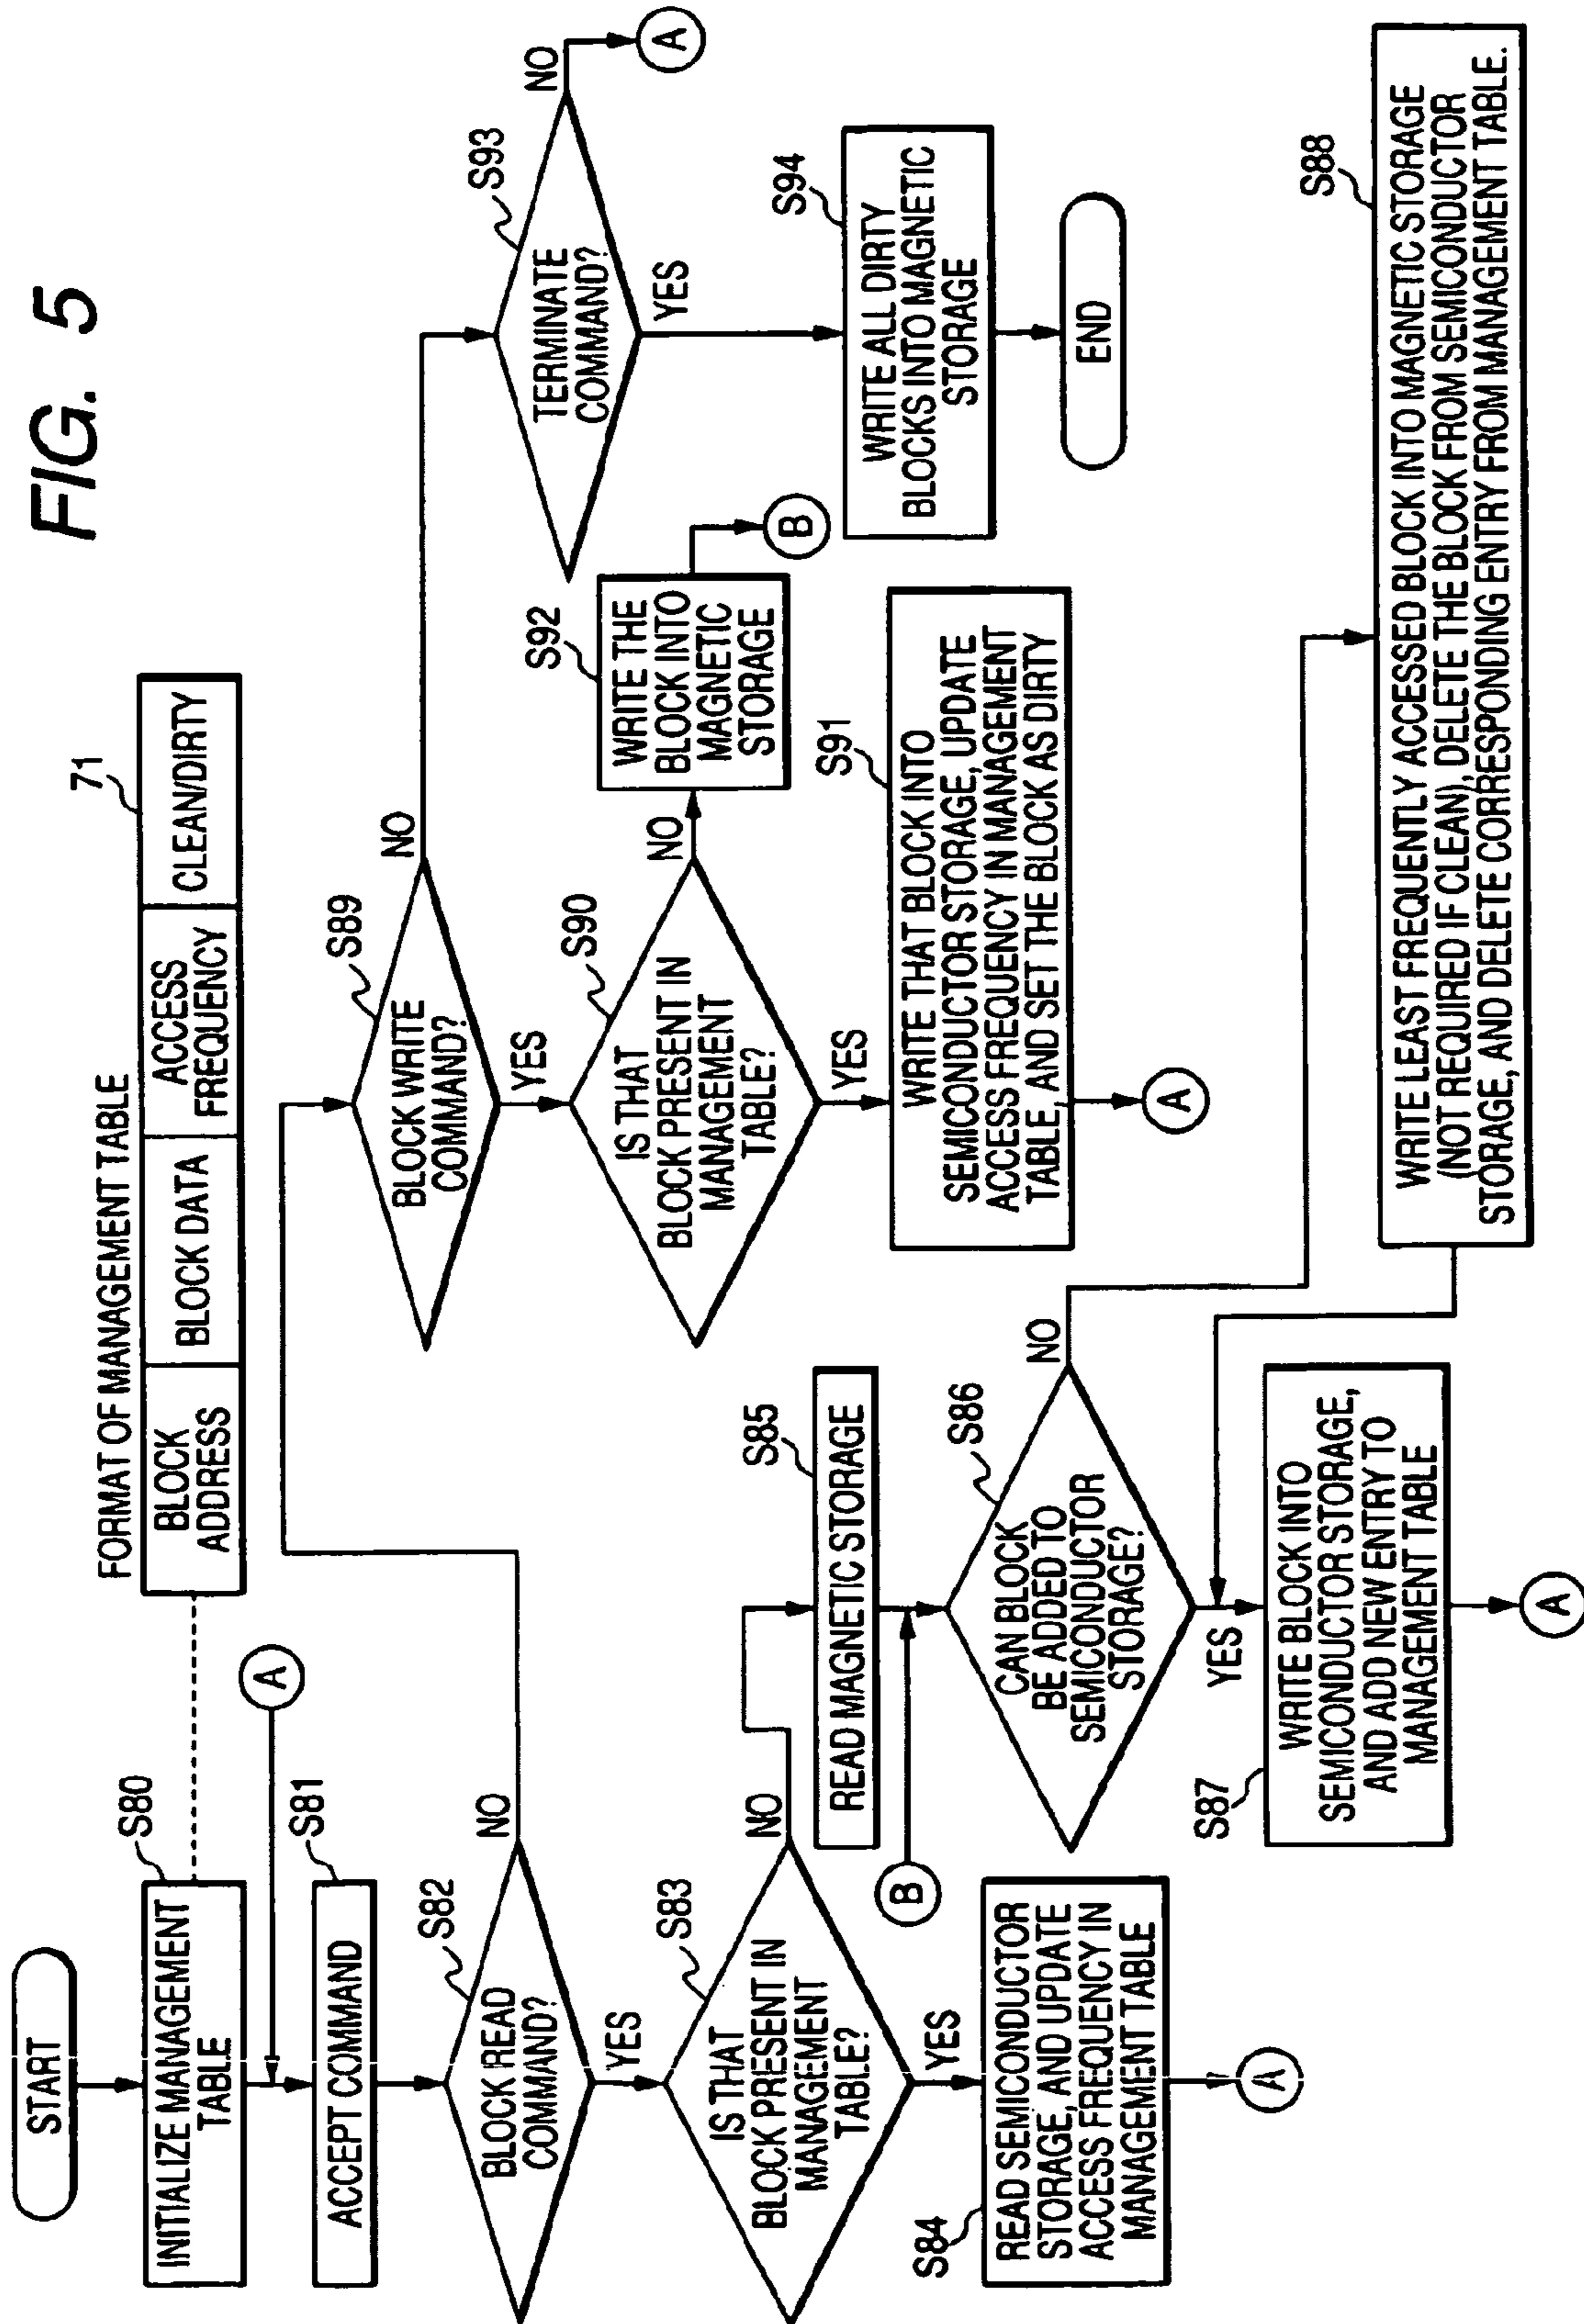 FIG. 5
START
INITIALIZE MANAGEMENT
TABLE
S80
FORMAT OF MANAGEMENT TABLE
71
BLOCK
ADDRESS
BLOCK DATA
ACCESS
FREQUENCY
CLEAN/DIRTY
A
ACCEPT COMMAND
S81
BLOCK READ
COMMAND?
S82
NO
YES
IS THAT
BLOCK PRESENT IN
MANAGEMENT
TABLE?
S83
NO
YES
READ SEMICONDUCTOR
STORAGE, AND UPDATE
ACCESS FREQUENCY IN
MANAGEMENT TABLE
S84
A
READ MAGNETIC STORAGE
S85
B
CAN BLOCK
BE ADDED TO
SEMICONDUCTOR
STORAGE?
S86
NO
YES
WRITE BLOCK INTO
SEMICONDUCTOR STORAGE,
AND ADD NEW ENTRY TO
MANAGEMENT TABLE
S87
A
BLOCK WRITE
COMMAND?
S89
NO
YES
IS THAT
BLOCK PRESENT IN
MANAGEMENT
TABLE?
S90
NO
YES
WRITE THAT BLOCK INTO
SEMICONDUCTOR STORAGE, UPDATE
ACCESS FREQUENCY IN MANAGEMENT
TABLE, AND SET THE BLOCK AS DIRTY
S91
A
WRITE THE
BLOCK INTO
MAGNETIC
STORAGE
S92
B
TERMINATE
COMMAND?
S93
NO
A
YES
WRITE ALL DIRTY
BLOCKS INTO MAGNETIC
STORAGE
S94
END
WRITE LEAST FREQUENTLY ACCESSED BLOCK INTO MAGNETIC STORAGE
(NOT REQUIRED IF CLEAN), DELETE THE BLOCK FROM SEMICONDUCTOR
STORAGE, AND DELETE CORRESPONDING ENTRY FROM MANAGEMENT TABLE.
S88